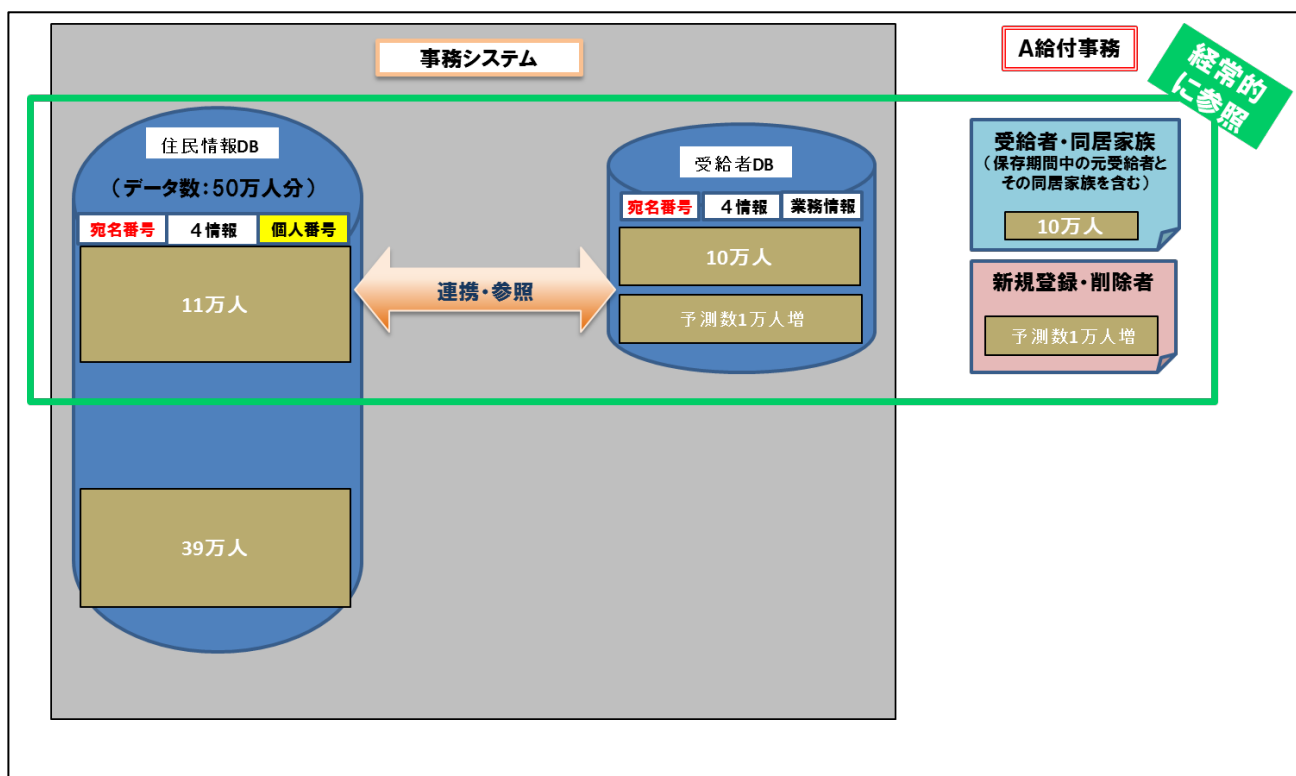 事務システム
A給付事務
経常的
に参照
住民情報DB
（データ数：50万人分）
宛名番号
４情報
個人番号
11万人
39万人
連携・参照
受給者DB
宛名番号
４情報
業務情報
10万人
予測数1万人増
受給者・同居家族
（保存期間中の元受給者と
その同居家族を含む）
10万人
新規登録・削除者
予測数1万人増